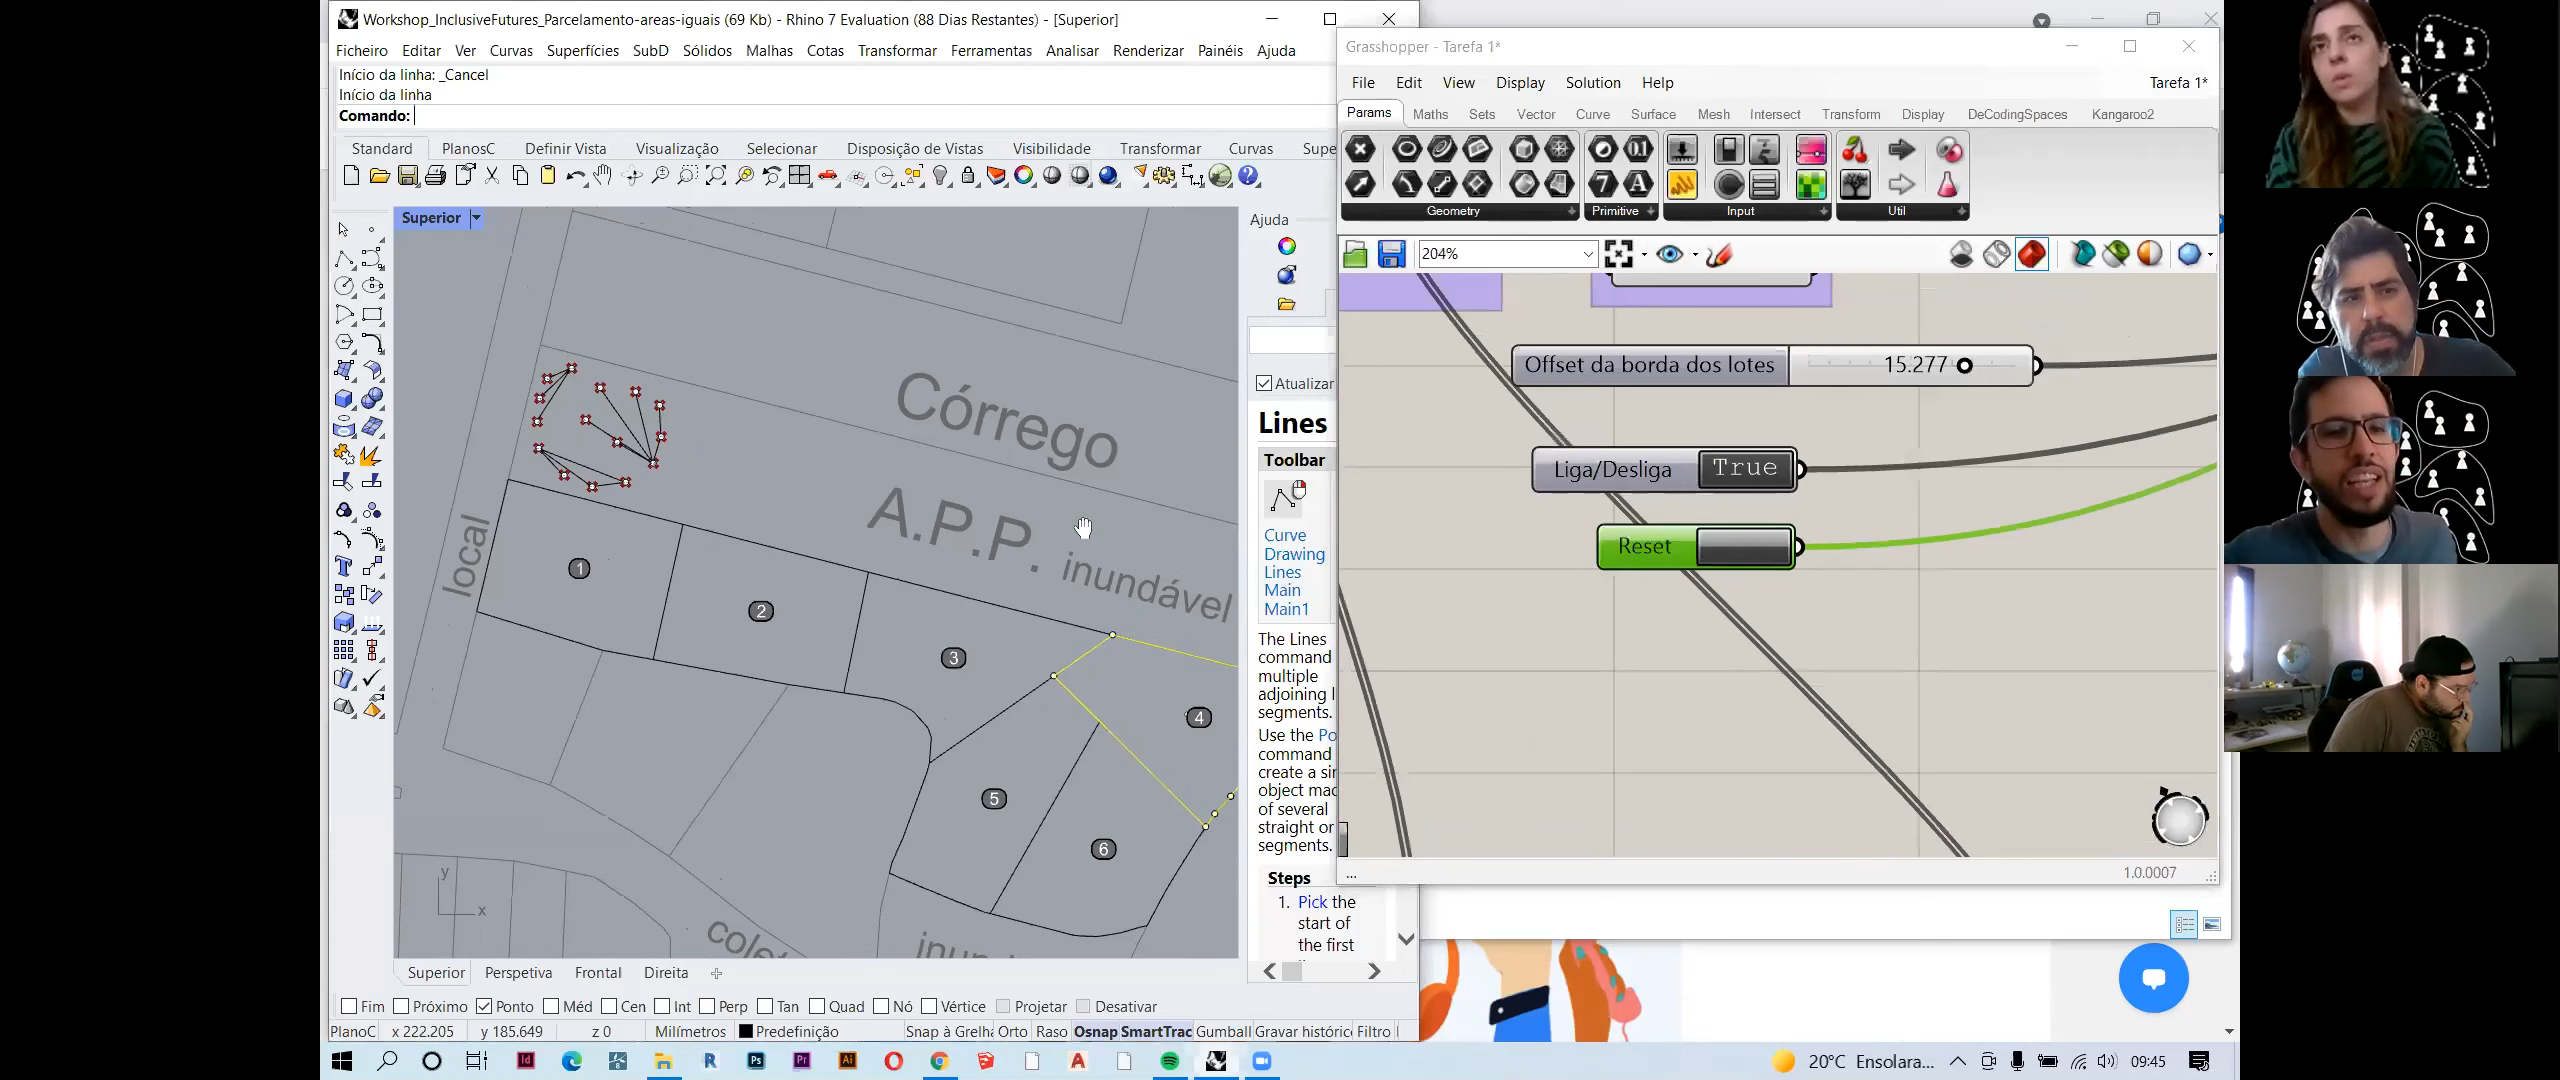 Workshop_InclusiveFutures_Parcelamento-areas-iguais (69 Kb) - Rhino 7 Evaluation (88 Dias Restantes) - [Superior]
Ficheiro Editar Ver Curvas Superfícies SubD Sólidos Malhas Cotas Transformar Ferramentas Analisar Renderizar Painéis Ajuda
Início da linha: _Cancel
Início da linha
Comando:
Standard PlanosC Definir Vista Visualização Selecionar Disposição de Vistas Visibilidade Transformar Curvas Supe
Superior
Córrego
A.P.P. inundável
local
1
2
3
4
5
6
y
x
Superior Perspetiva Frontal Direita
Fim Próximo Ponto Méd Cen Int Perp Tan Quad Nó Vértice Projetar Desativar
PlanoC x 222.205 y 185.649 z 0 Milímetros Predefinição Snap à Grelh Orto Raso Osnap SmartTrac Gumball Gravar históric Filtro
Ajuda
Atualizar
Lines
Toolbar
Curve
Drawing
Lines
Main
Main1
The Lines
command
multiple
adjoining l
segments.
Use the Po
command
create a sin
object mad
of several
straight or
segments.
Steps
1. Pick the
start of
the first
Grasshopper - Tarefa 1*
File Edit View Display Solution Help Tarefa 1*
Params Maths Sets Vector Curve Surface Mesh Intersect Transform Display DeCodingSpaces Kangaroo2
Geometry Primitive Input Util
204%
Offset da borda dos lotes 15.277
Liga/Desliga True
Reset
...
1.0.0007
20°C Ensolara... 09:45